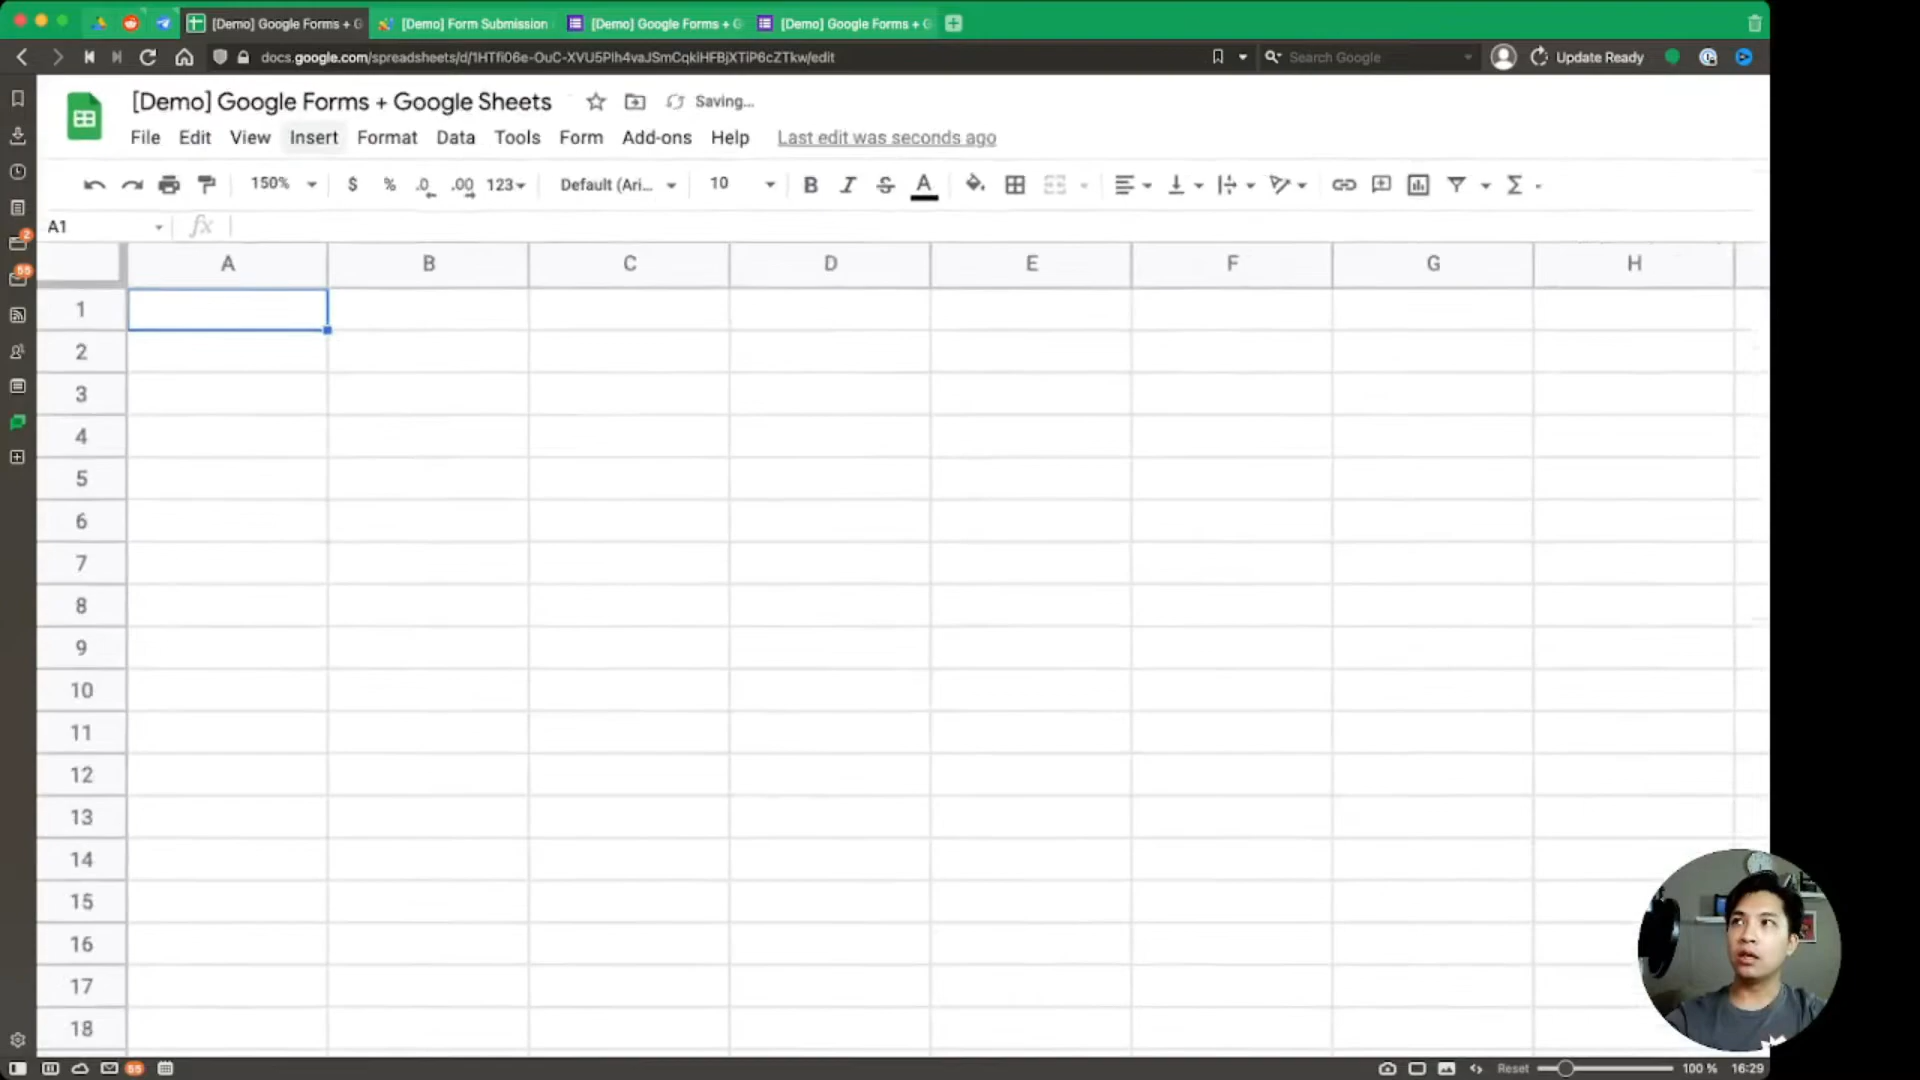 [Demo] Google Forms + G
[Demo] Form Submission
[Demo] Google Forms + G
[Demo] Google Forms + G
docs.google.com/spreadsheets/d/
/edit
Search Google
Update Ready
[Demo] Google Forms + Google Sheets
Saving...
File Edit View Insert Format Data Tools Form Add-ons Help Last edit was seconds ago
150% $ % .0 .00 123 Default (Ari... 10 B I S A Σ
A1 fx
A B C D E F G H
1
2
3
4
5
6
7
8
9
10
11
12
13
14
15
16
17
18
2
55
55
Reset 100 % 16:29